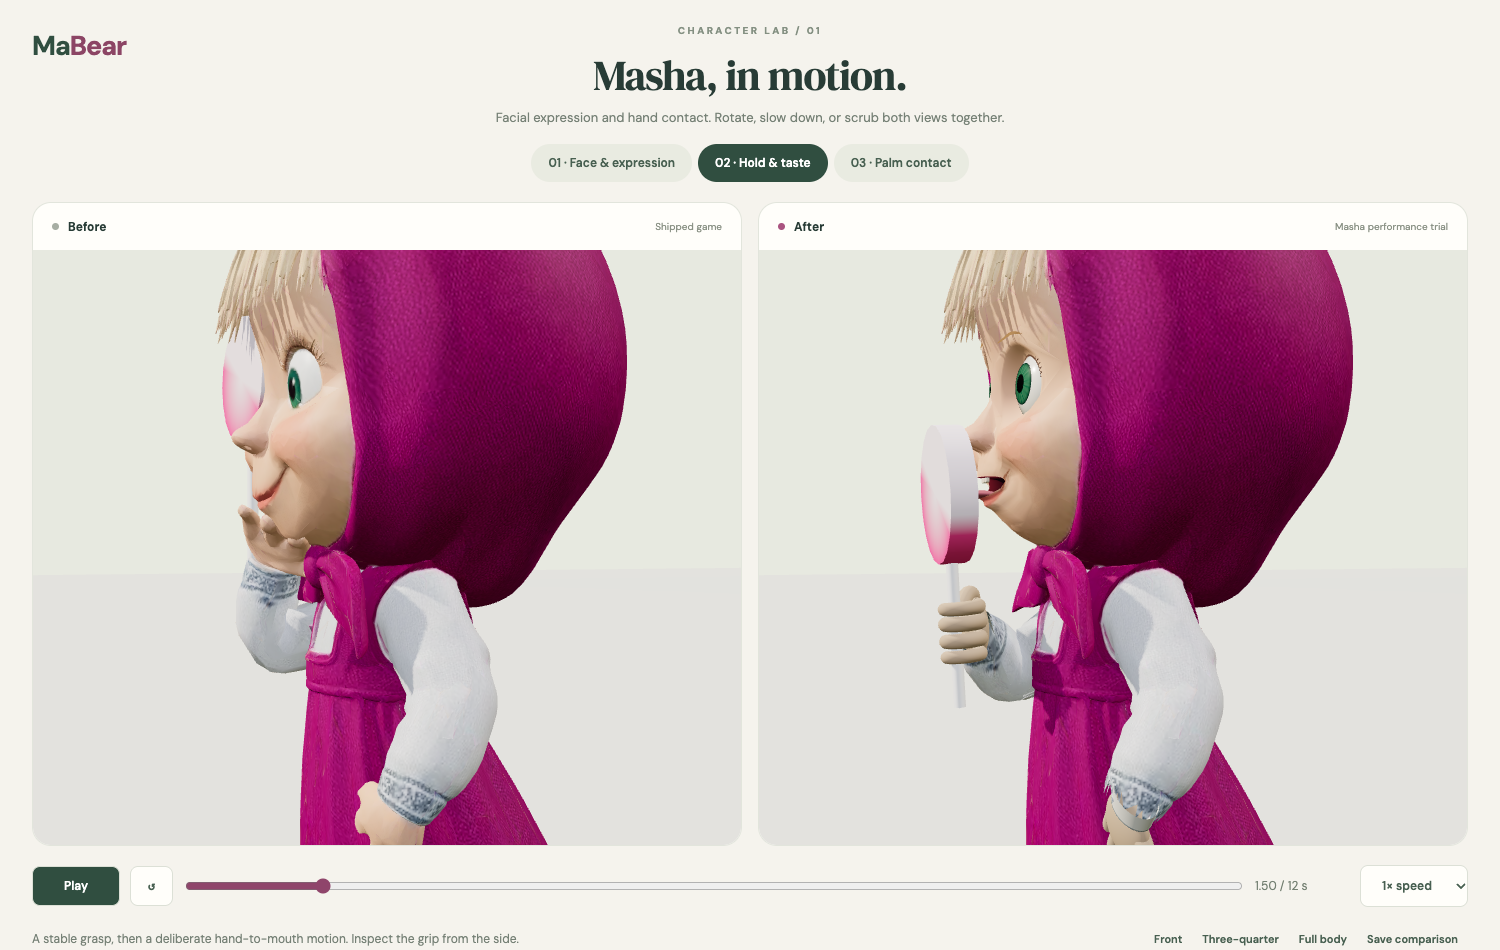 MaBear
CHARACTER LAB / 01
Masha, in motion.
Facial expression and hand contact. Rotate, slow down, or scrub both views together.
01 · Face & expression
02 · Hold & taste
03 · Palm contact
Before
Shipped game
After
Masha performance trial
Play
↺
1.50 / 12 s
1× speed
A stable grasp, then a deliberate hand-to-mouth motion. Inspect the grip from the side.
Front
Three-quarter
Full body
Save comparison